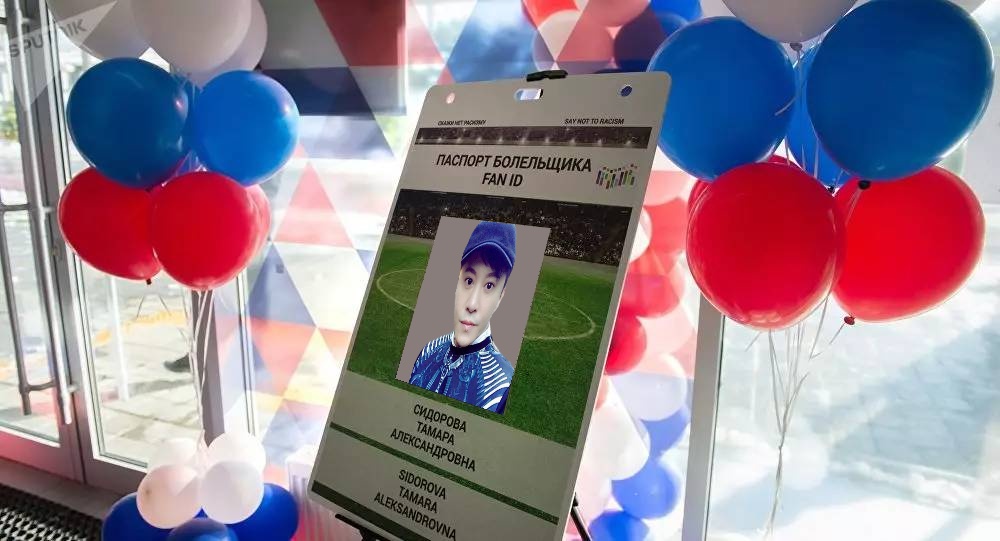 SPUTNIK
СКАЖИ НЕТ РАСИЗМУ
SAY NOT TO RACISM
ПАСПОРТ БОЛЕЛЬЩИКА
FAN ID
СИДОРОВА
ТАМАРА
АЛЕКСАНДРОВНА
SIDOROVA
TAMARA
ALEKSANDROVNA